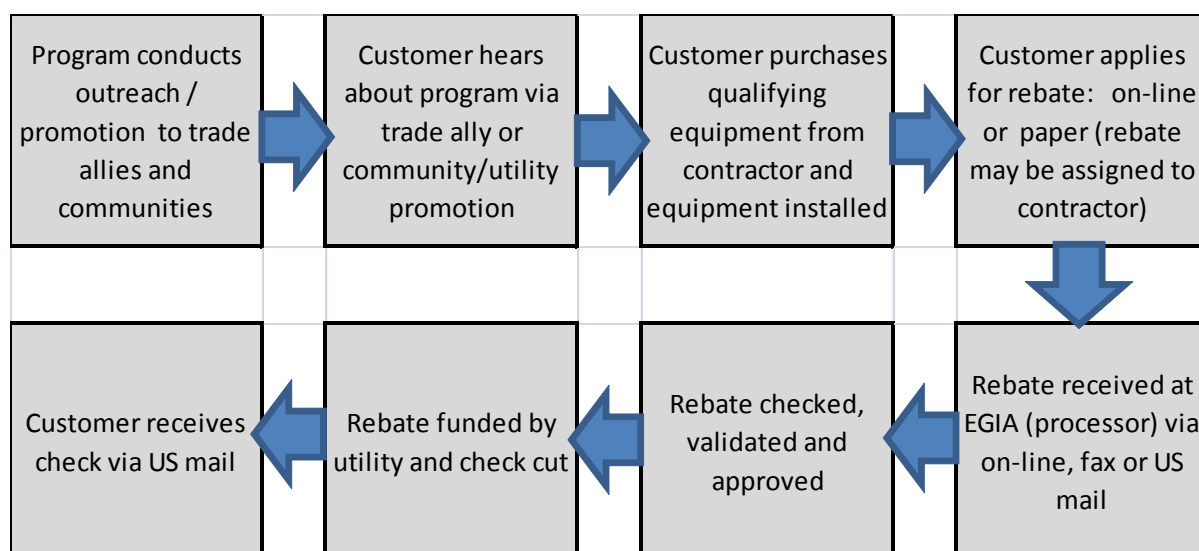 Program conducts
outreach /
promotion to trade
allies and
communities
Customer hears
about program via
trade ally or
community/utility
promotion
Customer purchases
qualifying
equipment from
contractor and
equipment installed
Customer applies
for rebate: on-line
or paper (rebate
may be assigned to
contractor)
Rebate received at
EGIA (processor) via
on-line, fax or US
mail
Rebate checked,
validated and
approved
Rebate funded by
utility and check cut
Customer receives
check via US mail